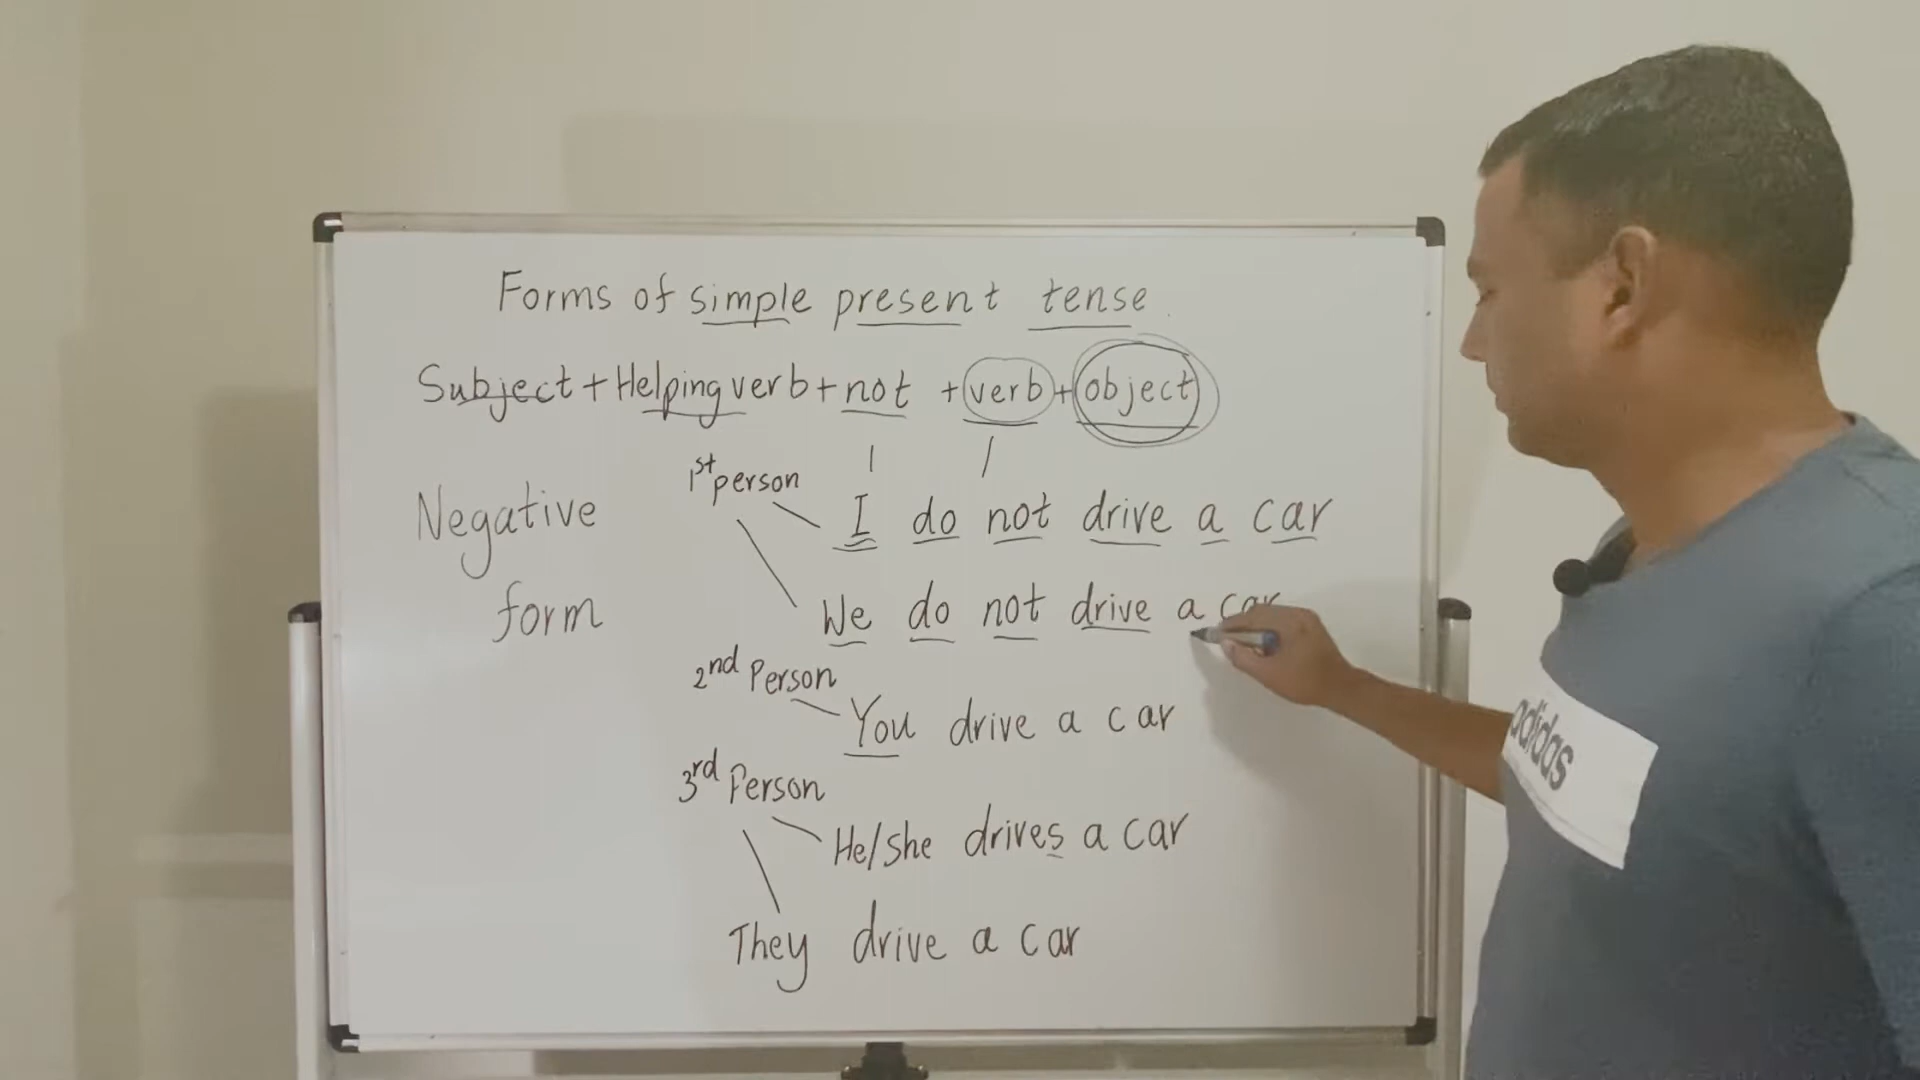 Forms of simple present tense
Subject + Helping verb + not + verb + object
1st person
I do not drive a car
Negative
form
We do not drive a car
2nd Person
You drive a car
3rd Person
He/She drives a car
They drive a car
adidas